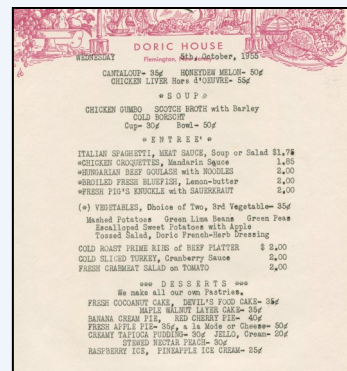 DORIC HOUSE
Flemington,
WEDNESDAY 5th, October, 1955
CANTALOUP- 35¢ HONEYDEW MELON- 50¢
CHICKEN LIVER Hors d'OEUVRE- 55¢
*SOUP*
CHICKEN GUMBO SCOTCH BROTH with Barley
COLD BORSCHT
Cup- 30¢ Bowl- 50¢
*ENTREE'*
ITALIAN SPAGHETTI, MEAT SAUCE, Soup or Salad $1.75
*CHICKEN CROQUETTES, Mandarin Sauce 1.85
*HUNGARIAN BEEF GOULASH with NOODLES 2.00
*BROILED FRESH BLUEFISH, Lemon-butter 2.00
*FRESH PIG'S KNUCKLE with SAUERKRAUT 2.00
(*) VEGETABLES, Choice of Two, 3rd Vegetable- 35¢
Mashed Potatoes Green Lima Beans Green Peas
Escalloped Sweet Potatoes with Apple
Tossed Salad, Doric French-Herb Dressing
COLD ROAST PRIME RIBS of BEEF PLATTER $ 2.00
COLD SLICED TURKEY, Cranberry Sauce 2.00
FRESH CRABMEAT SALAD on TOMATO 2.00
*** DESSERTS ***
We make all our own Pastries.
FRESH COCOANUT CAKE, DEVIL'S FOOD CAKE- 35¢
MAPLE WALNUT LAYER CAKE- 35¢
BANANA CREAM PIE, RED CHERRY PIE- 40¢
FRESH APPLE PIE- 35¢, a la Mode or Cheese- 50¢
CREAMY TAPIOCA PUDDING- 30¢ JELLO, Cream- 20¢
STEWED NECTAR PEACH- 30¢
RASPBERRY ICE, PINEAPPLE ICE CREAM- 25¢